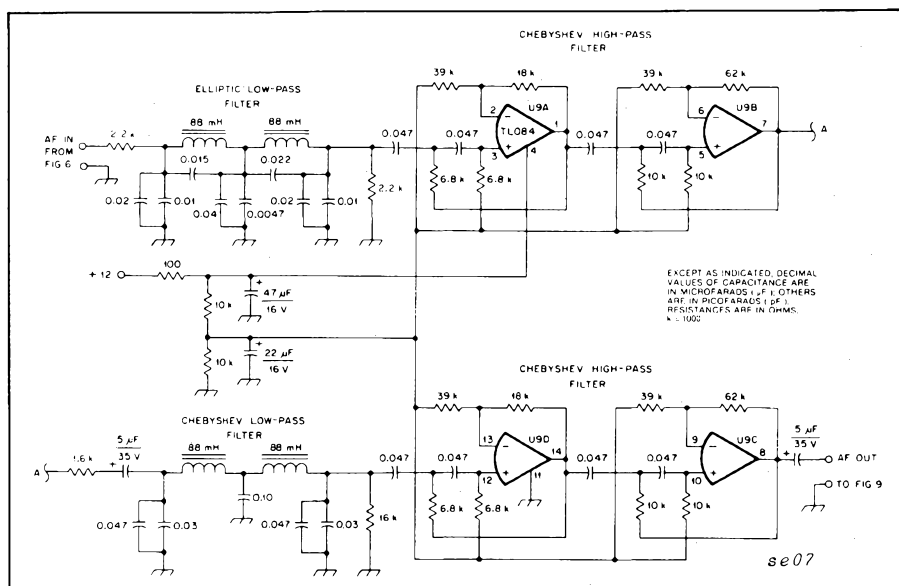 CHEBYSHEV HIGH-PASS
FILTER
39 k
18 k
39 k
62 k
ELLIPTIC LOW-PASS
FILTER
88 mH
88 mH
2.2 k
AF IN
FROM
FIG 6
0.015
0.022
0.02
0.01
0.04
0.0047
0.02
0.01
2.2 k
0.047
0.047
2
3
U9A
TL084
1
4
6.8 k
6.8 k
0.047
0.047
6
5
U9B
7
A
10 k
10 k
+ 12
100
10 k
47 µF
16 V
10 k
22 µF
16 V
EXCEPT AS INDICATED, DECIMAL
VALUES OF CAPACITANCE ARE
IN MICROFARADS ( µF ); OTHERS
ARE IN PICOFARADS ( pF );
RESISTANCES ARE IN OHMS;
k = 1000
CHEBYSHEV HIGH-PASS
FILTER
39 k
18 k
39 k
62 k
CHEBYSHEV LOW-PASS
FILTER
A
1.6 k
5 µF
35 V
88 mH
88 mH
0.047
0.03
0.10
0.047
0.03
16 k
0.047
0.047
13
12
U9D
14
11
6.8 k
6.8 k
0.047
0.047
9
10
U9C
8
10 k
10 k
5 µF
35 V
AF OUT
TO FIG 9
se07